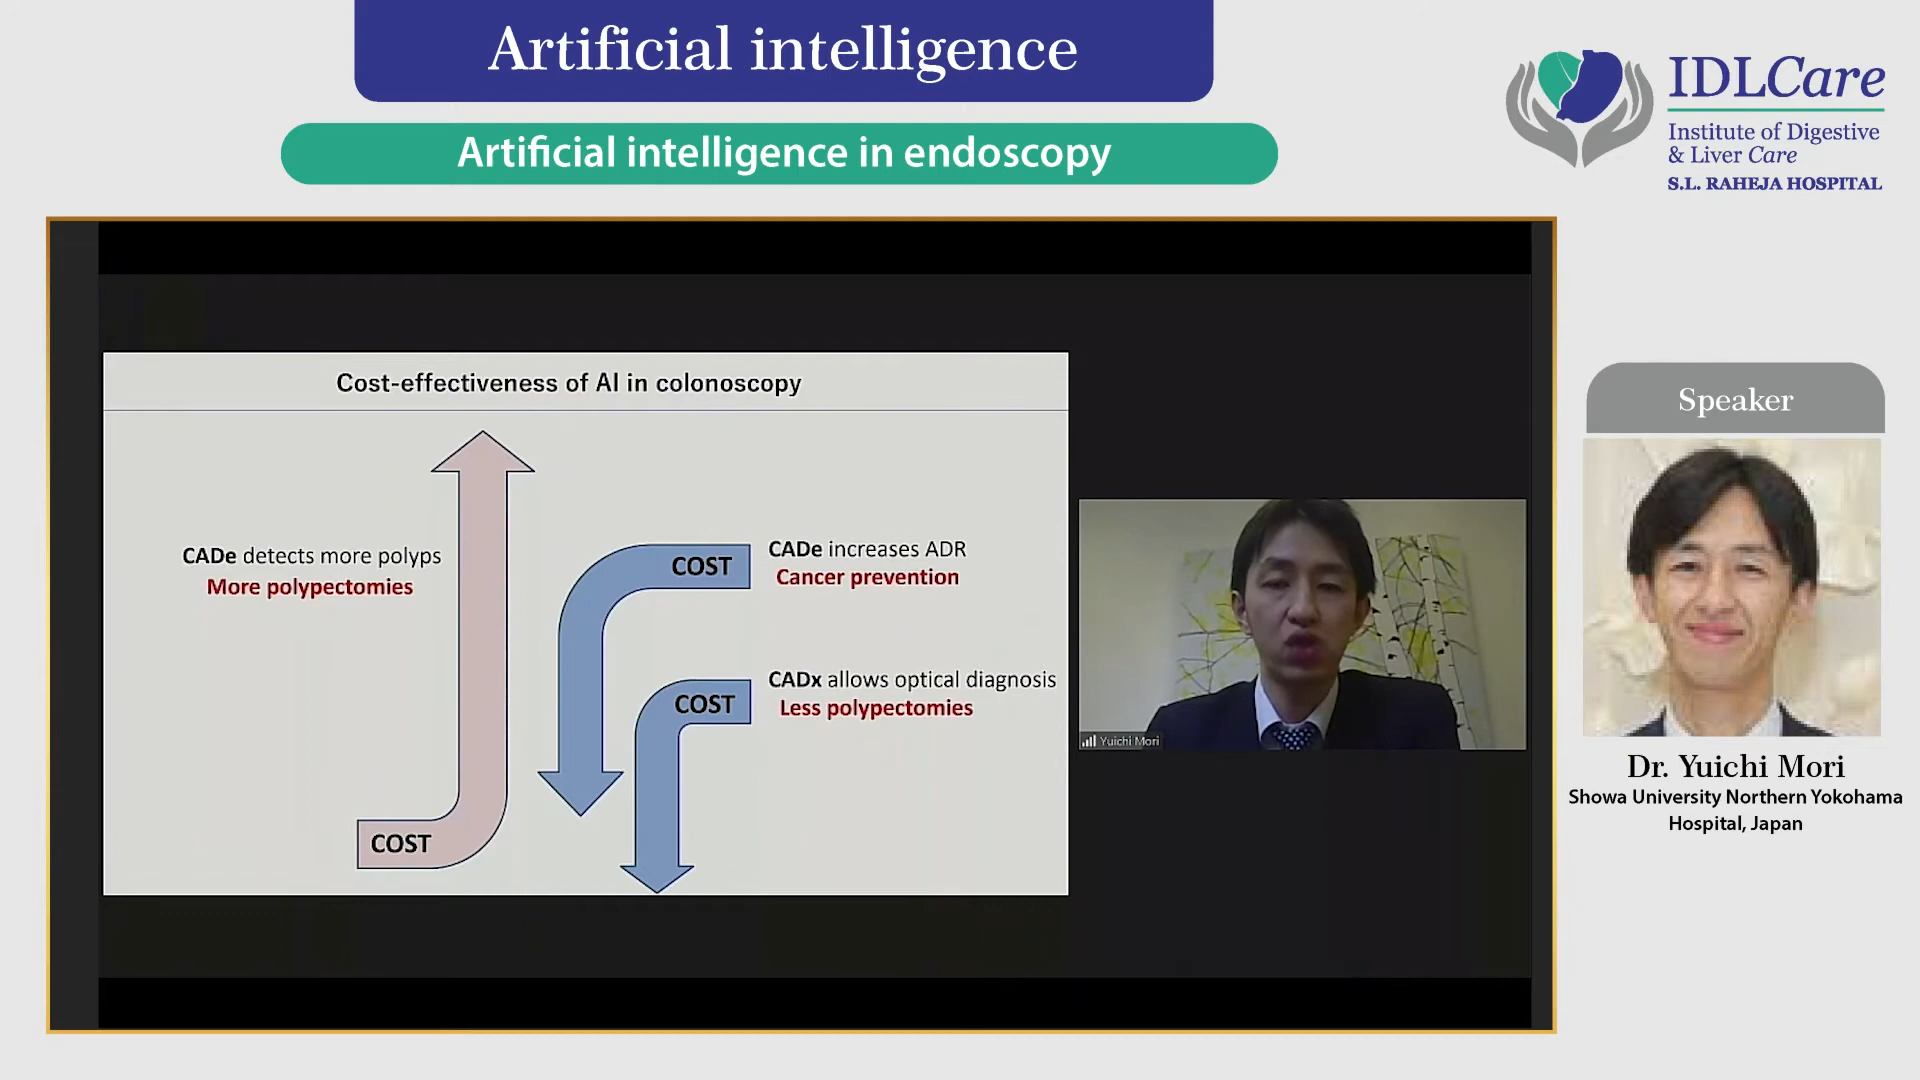 Artificial intelligence
Artificial intelligence in endoscopy
IDLCare
Institute of Digestive
& Liver Care
S.L. RAHEJA HOSPITAL
Cost-effectiveness of AI in colonoscopy
CADe detects more polyps
More polypectomies
COST
COST
CADe increases ADR
Cancer prevention
COST
CADx allows optical diagnosis
Less polypectomies
Yuichi Mori
Speaker
Dr. Yuichi Mori
Showa University Northern Yokohama
Hospital, Japan